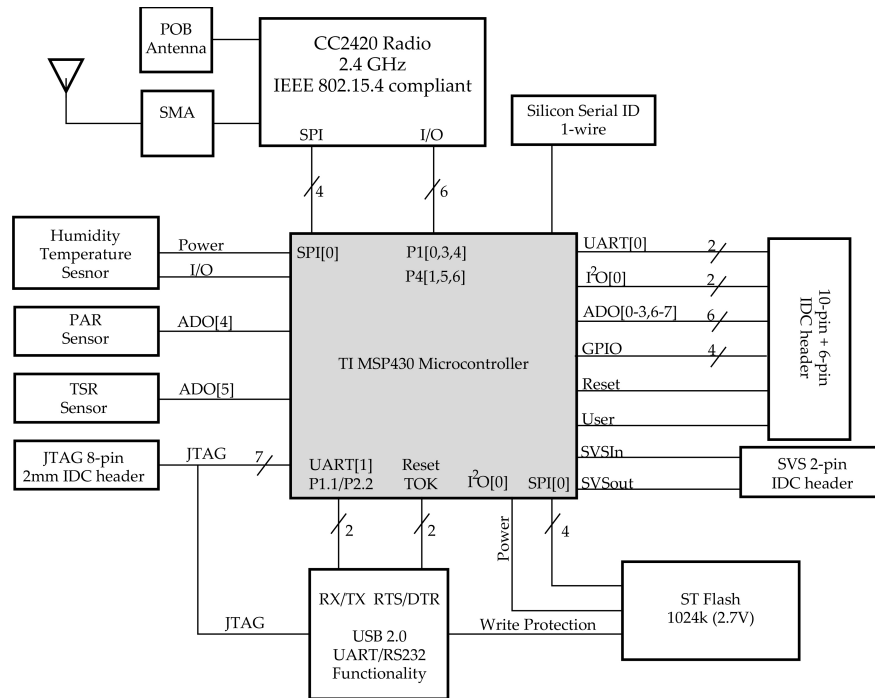 POB
Antenna
CC2420 Radio
2.4 GHz
IEEE 802.15.4 compliant
SMA
SPI
I/O
Silicon Serial ID
1-wire
4
6
Humidity
Temperature
Sesnor
Power
I/O
SPI[0]
P1[0,3,4]
P4[1,5,6]
UART[0]
2
I²O[0]
2
ADO[0-3,6-7]
6
GPIO
4
Reset
User
10-pin + 6-pin
IDC header
PAR
Sensor
ADO[4]
TI MSP430 Microcontroller
TSR
Sensor
ADO[5]
JTAG 8-pin
2mm IDC header
JTAG
7
UART[1]
P1.1/P2.2
Reset
TOK
I²O[0]
SPI[0]
SVSIn
SVSout
SVS 2-pin
IDC header
2
2
Power
4
RX/TX RTS/DTR
USB 2.0
UART/RS232
Functionality
JTAG
Write Protection
ST Flash
1024k (2.7V)